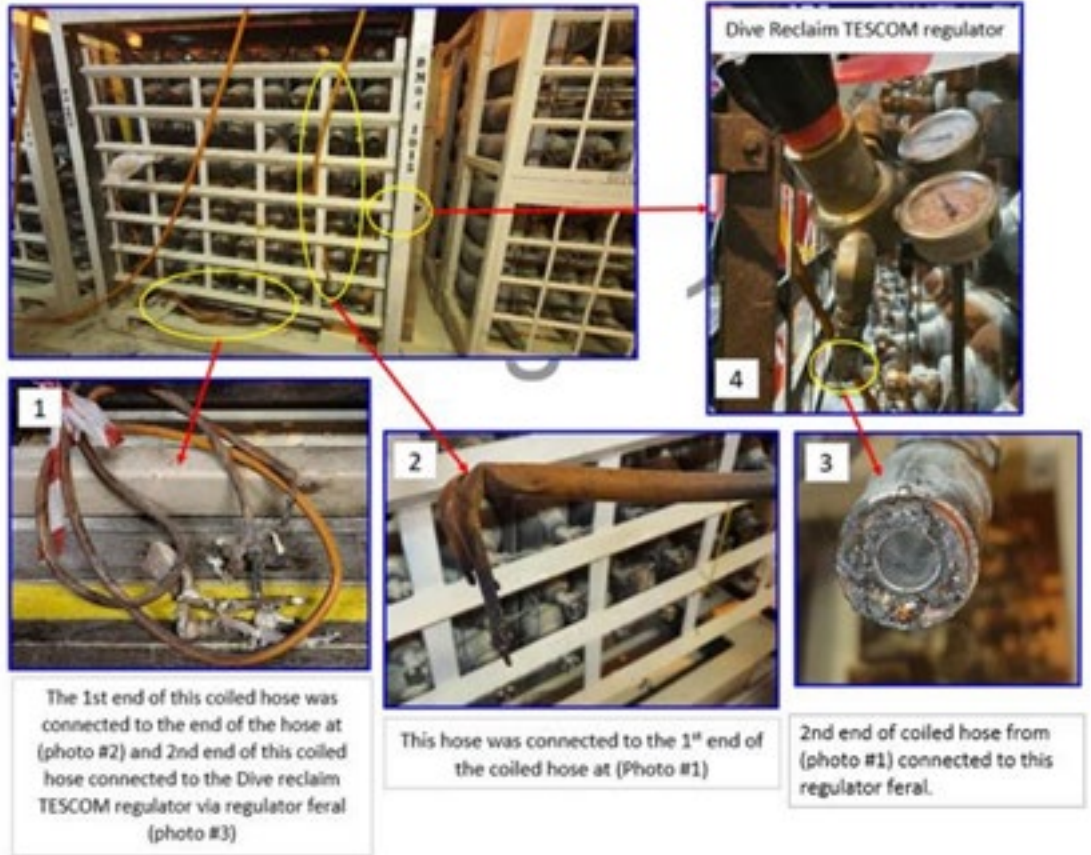 Dive Reclaim TESCOM regulator
4
1
2
3
The 1st end of this coiled hose was
connected to the end of the hose at
(photo #2) and 2nd end of this coiled
hose connected to the Dive reclaim
TESCOM regulator via regulator feral
(photo #3)
This hose was connected to the 1st end of
the coiled hose at (Photo #1)
2nd end of coiled hose from
(photo #1) connected to this
regulator feral.